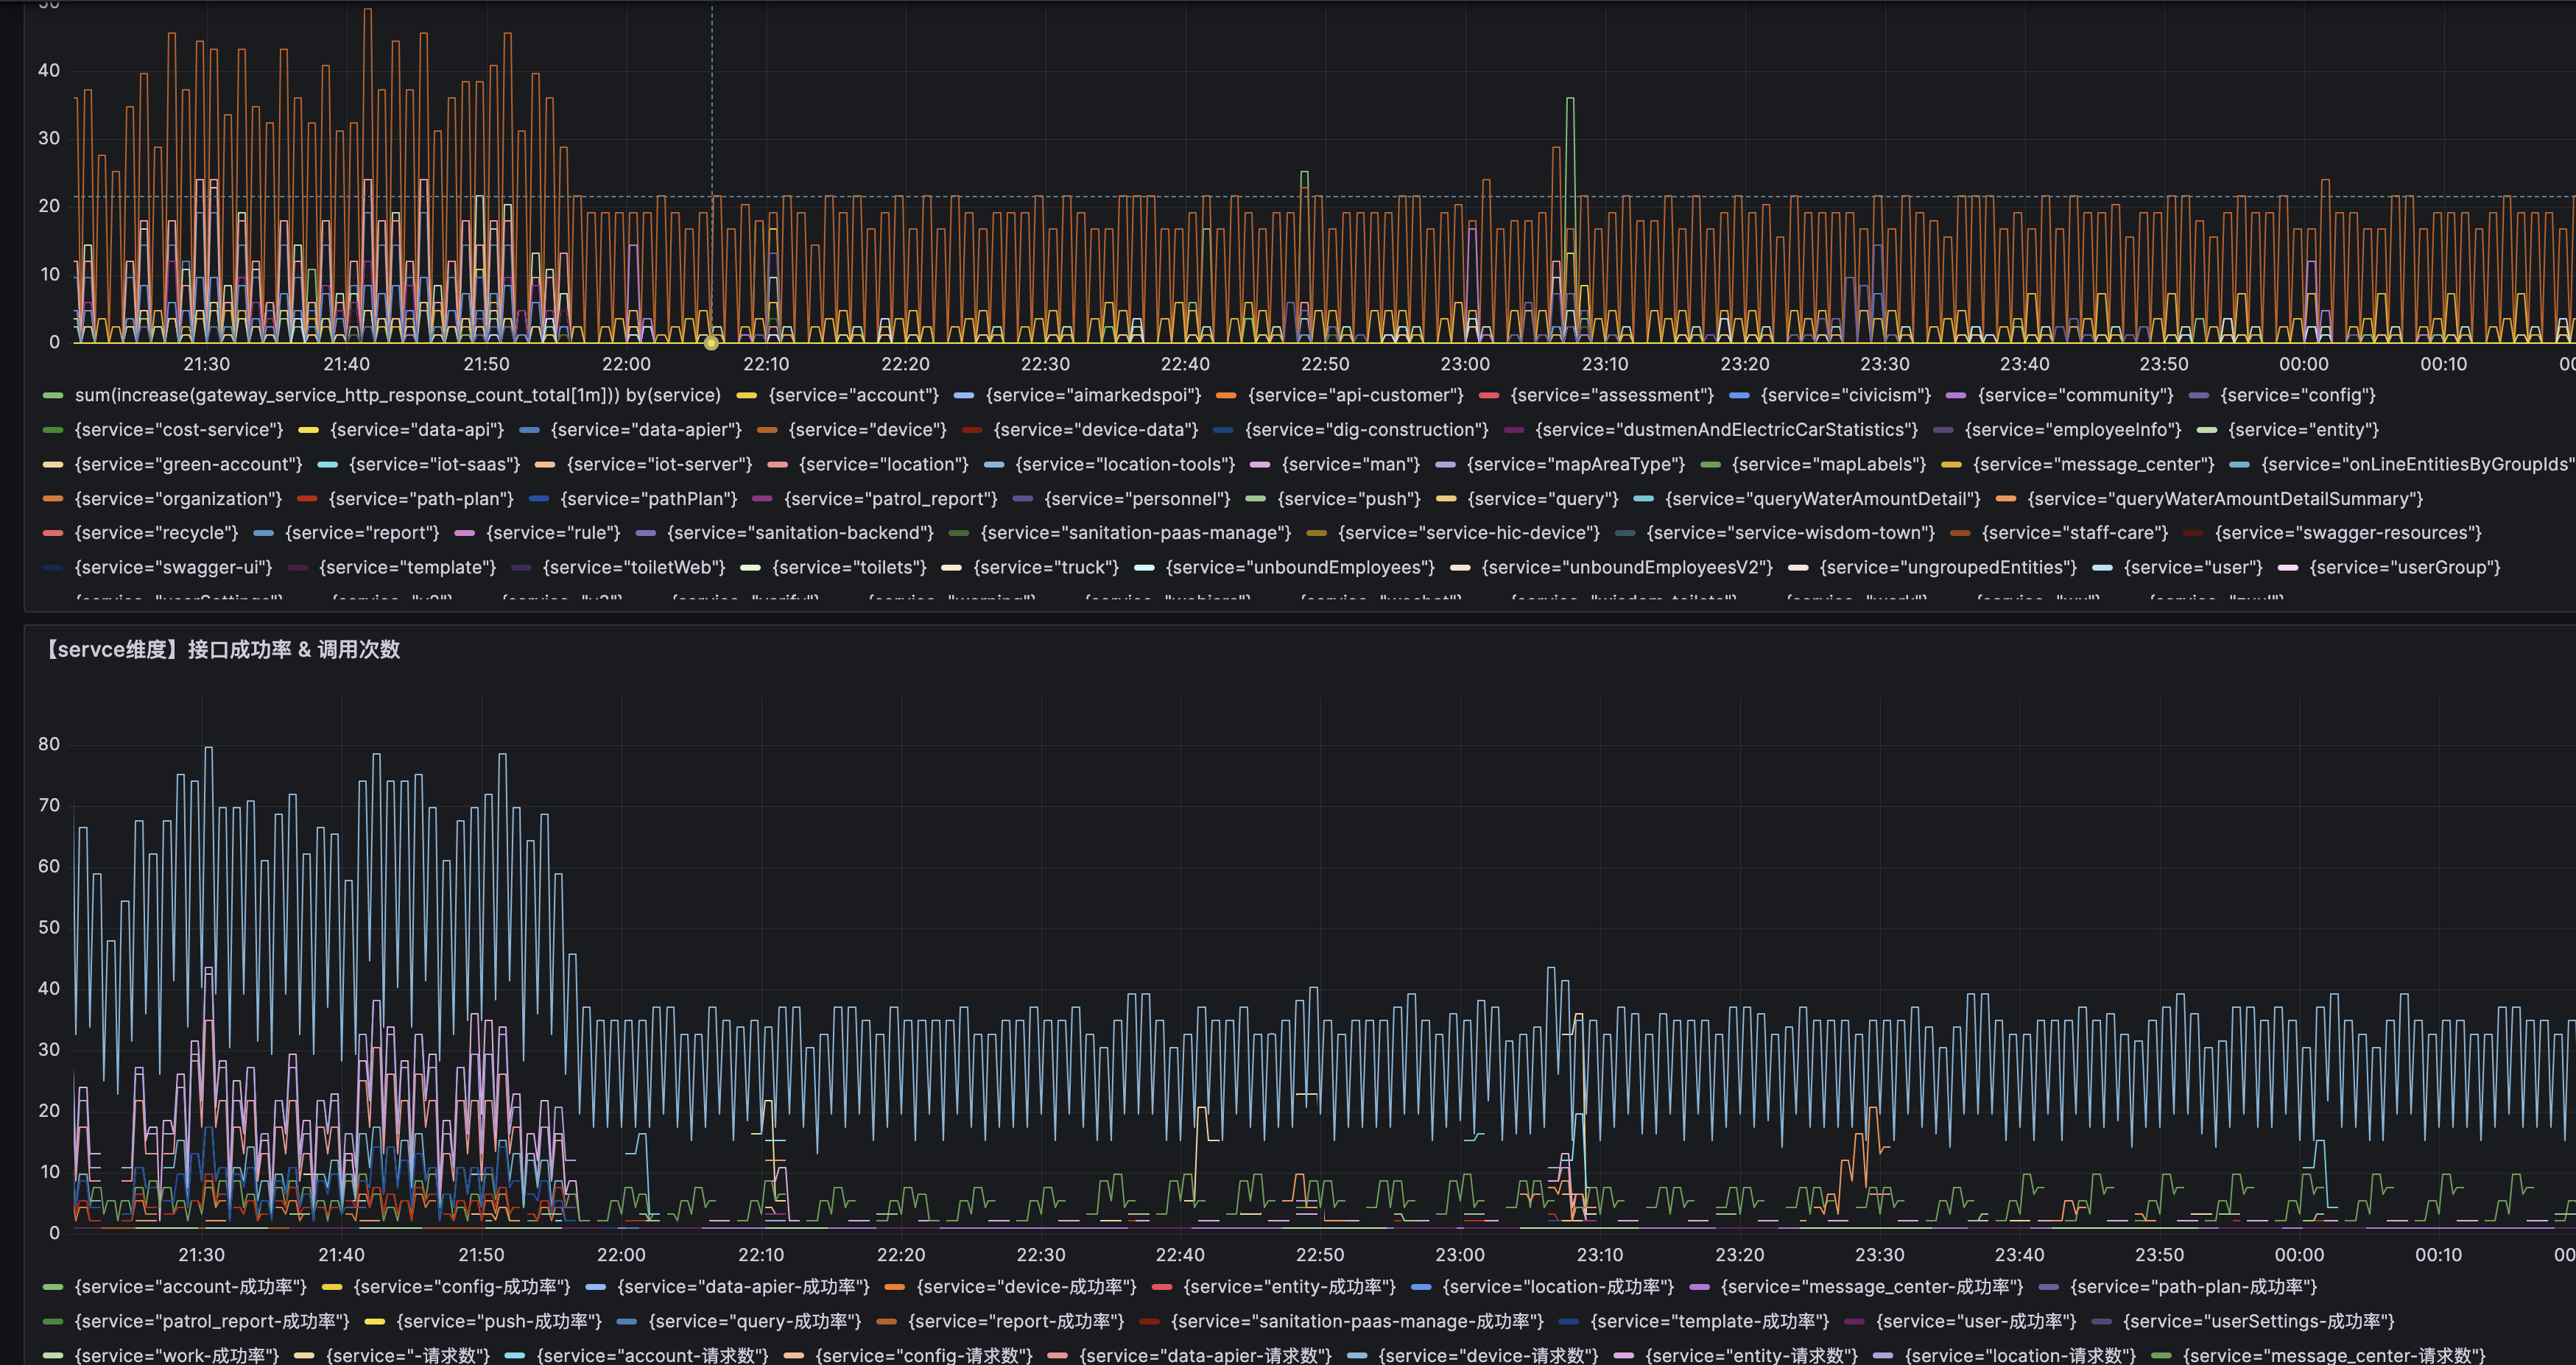 50
40
30
20
10
0
21:30 21:40 21:50 22:00 22:10 22:20 22:30 22:40 22:50 23:00 23:10 23:20 23:30 23:40 23:50 00:00 00:10 00
sum(increase(gateway_service_http_response_count_total[1m])) by(service) {service="account"} {service="aimarkedspoi"} {service="api-customer"} {service="assessment"} {service="civicism"} {service="community"} {service="config"}
{service="cost-service"} {service="data-api"} {service="data-apier"} {service="device"} {service="device-data"} {service="dig-construction"} {service="dustmenAndElectricCarStatistics"} {service="employeeInfo"} {service="entity"}
{service="green-account"} {service="iot-saas"} {service="iot-server"} {service="location"} {service="location-tools"} {service="man"} {service="mapAreaType"} {service="mapLabels"} {service="message_center"} {service="onLineEntitiesByGroupIds"
{service="organization"} {service="path-plan"} {service="pathPlan"} {service="patrol_report"} {service="personnel"} {service="push"} {service="query"} {service="queryWaterAmountDetail"} {service="queryWaterAmountDetailSummary"}
{service="recycle"} {service="report"} {service="rule"} {service="sanitation-backend"} {service="sanitation-paas-manage"} {service="service-hic-device"} {service="service-wisdom-town"} {service="staff-care"} {service="swagger-resources"}
{service="swagger-ui"} {service="template"} {service="toiletWeb"} {service="toilets"} {service="truck"} {service="unboundEmployees"} {service="unboundEmployeesV2"} {service="ungroupedEntities"} {service="user"} {service="userGroup"}
【servce维度】接口成功率 & 调用次数
80
70
60
50
40
30
20
10
0
21:30 21:40 21:50 22:00 22:10 22:20 22:30 22:40 22:50 23:00 23:10 23:20 23:30 23:40 23:50 00:00 00:10 00
{service="account-成功率"} {service="config-成功率"} {service="data-apier-成功率"} {service="device-成功率"} {service="entity-成功率"} {service="location-成功率"} {service="message_center-成功率"} {service="path-plan-成功率"}
{service="patrol_report-成功率"} {service="push-成功率"} {service="query-成功率"} {service="report-成功率"} {service="sanitation-paas-manage-成功率"} {service="template-成功率"} {service="user-成功率"} {service="userSettings-成功率"}
{service="work-成功率"} {service="-请求数"} {service="account-请求数"} {service="config-请求数"} {service="data-apier-请求数"} {service="device-请求数"} {service="entity-请求数"} {service="location-请求数"} {service="message_center-请求数"}